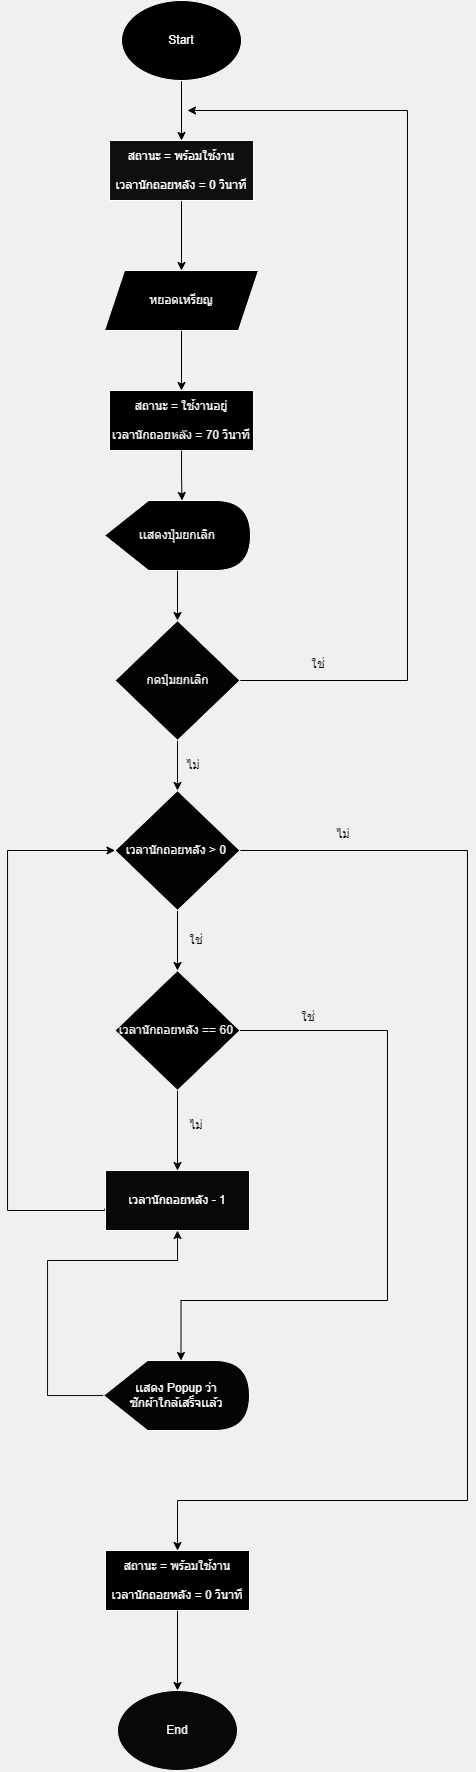 Start
สถานะ = พร้อมใช้งาน
เวลานักถอยหลัง = 0 วินาที
หยอดเหรียญ
สถานะ = ใช้งานอยู่
เวลานักถอยหลัง = 70 วินาที
แสดงปุ่มยกเลิก
กดปุ่มยกเลิก
ใช่
ไม่
เวลานักถอยหลัง > 0
ไม่
ใช่
เวลานักถอยหลัง == 60
ใช่
ไม่
เวลานักถอยหลัง - 1
แสดง Popup ว่า
ซักผ้าใกล้เสร็จแล้ว
สถานะ = พร้อมใช้งาน
เวลานักถอยหลัง = 0 วินาที
End